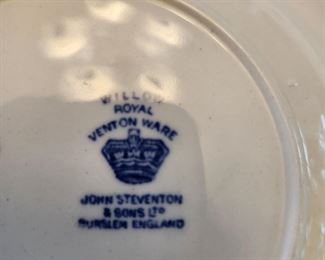 WILLOW
ROYAL
VENTON WARE
JOHN STEVENTON
& SONS LTD
BURSLEM ENGLAND